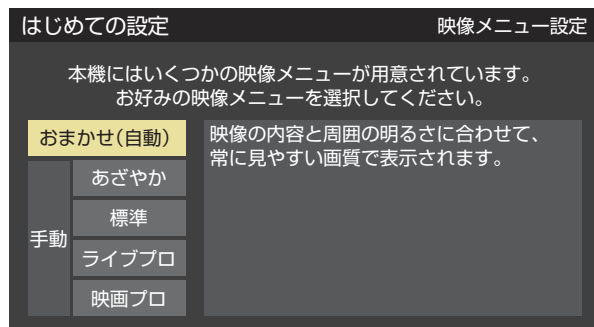 はじめての設定
映像メニュー設定
本機にはいくつかの映像メニューが用意されています。
お好みの映像メニューを選択してください。
おまかせ(自動)
手動
あざやか
標準
ライブプロ
映画プロ
映像の内容と周囲の明るさに合わせて、
常に見やすい画質で表示されます。